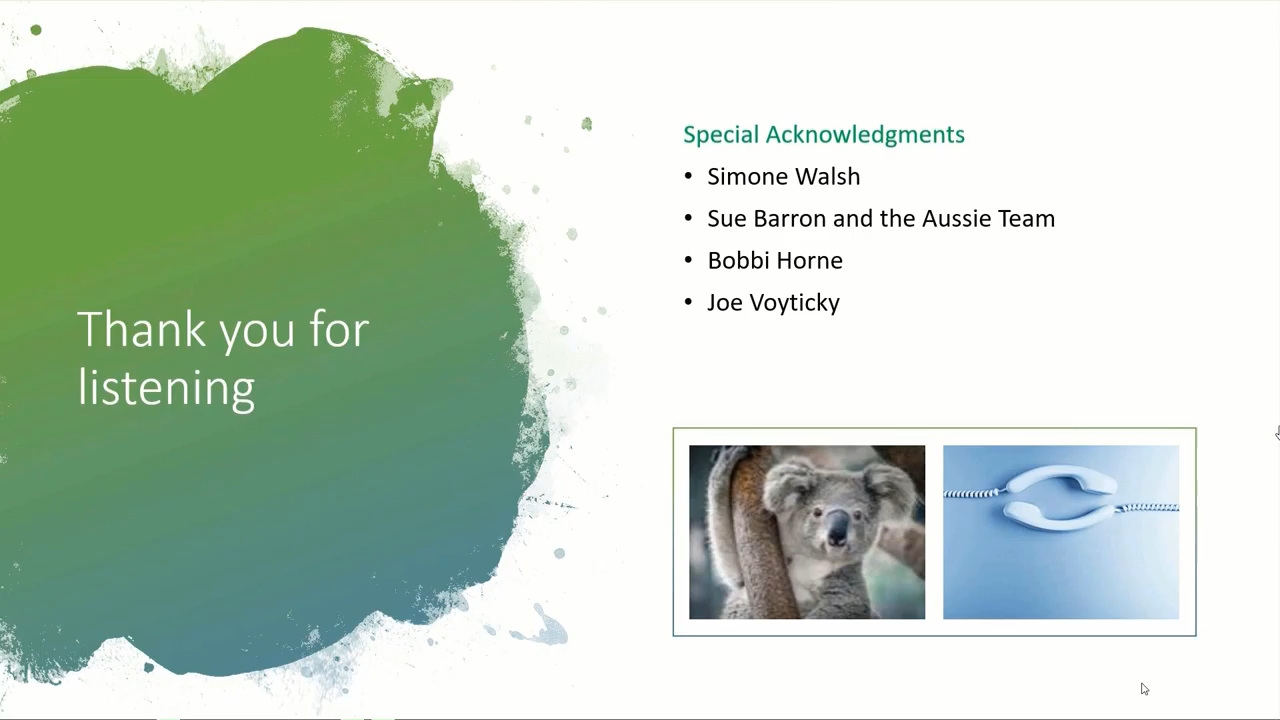 Thank you for
listening
Special Acknowledgments
• Simone Walsh
• Sue Barron and the Aussie Team
• Bobbi Horne
• Joe Voyticky